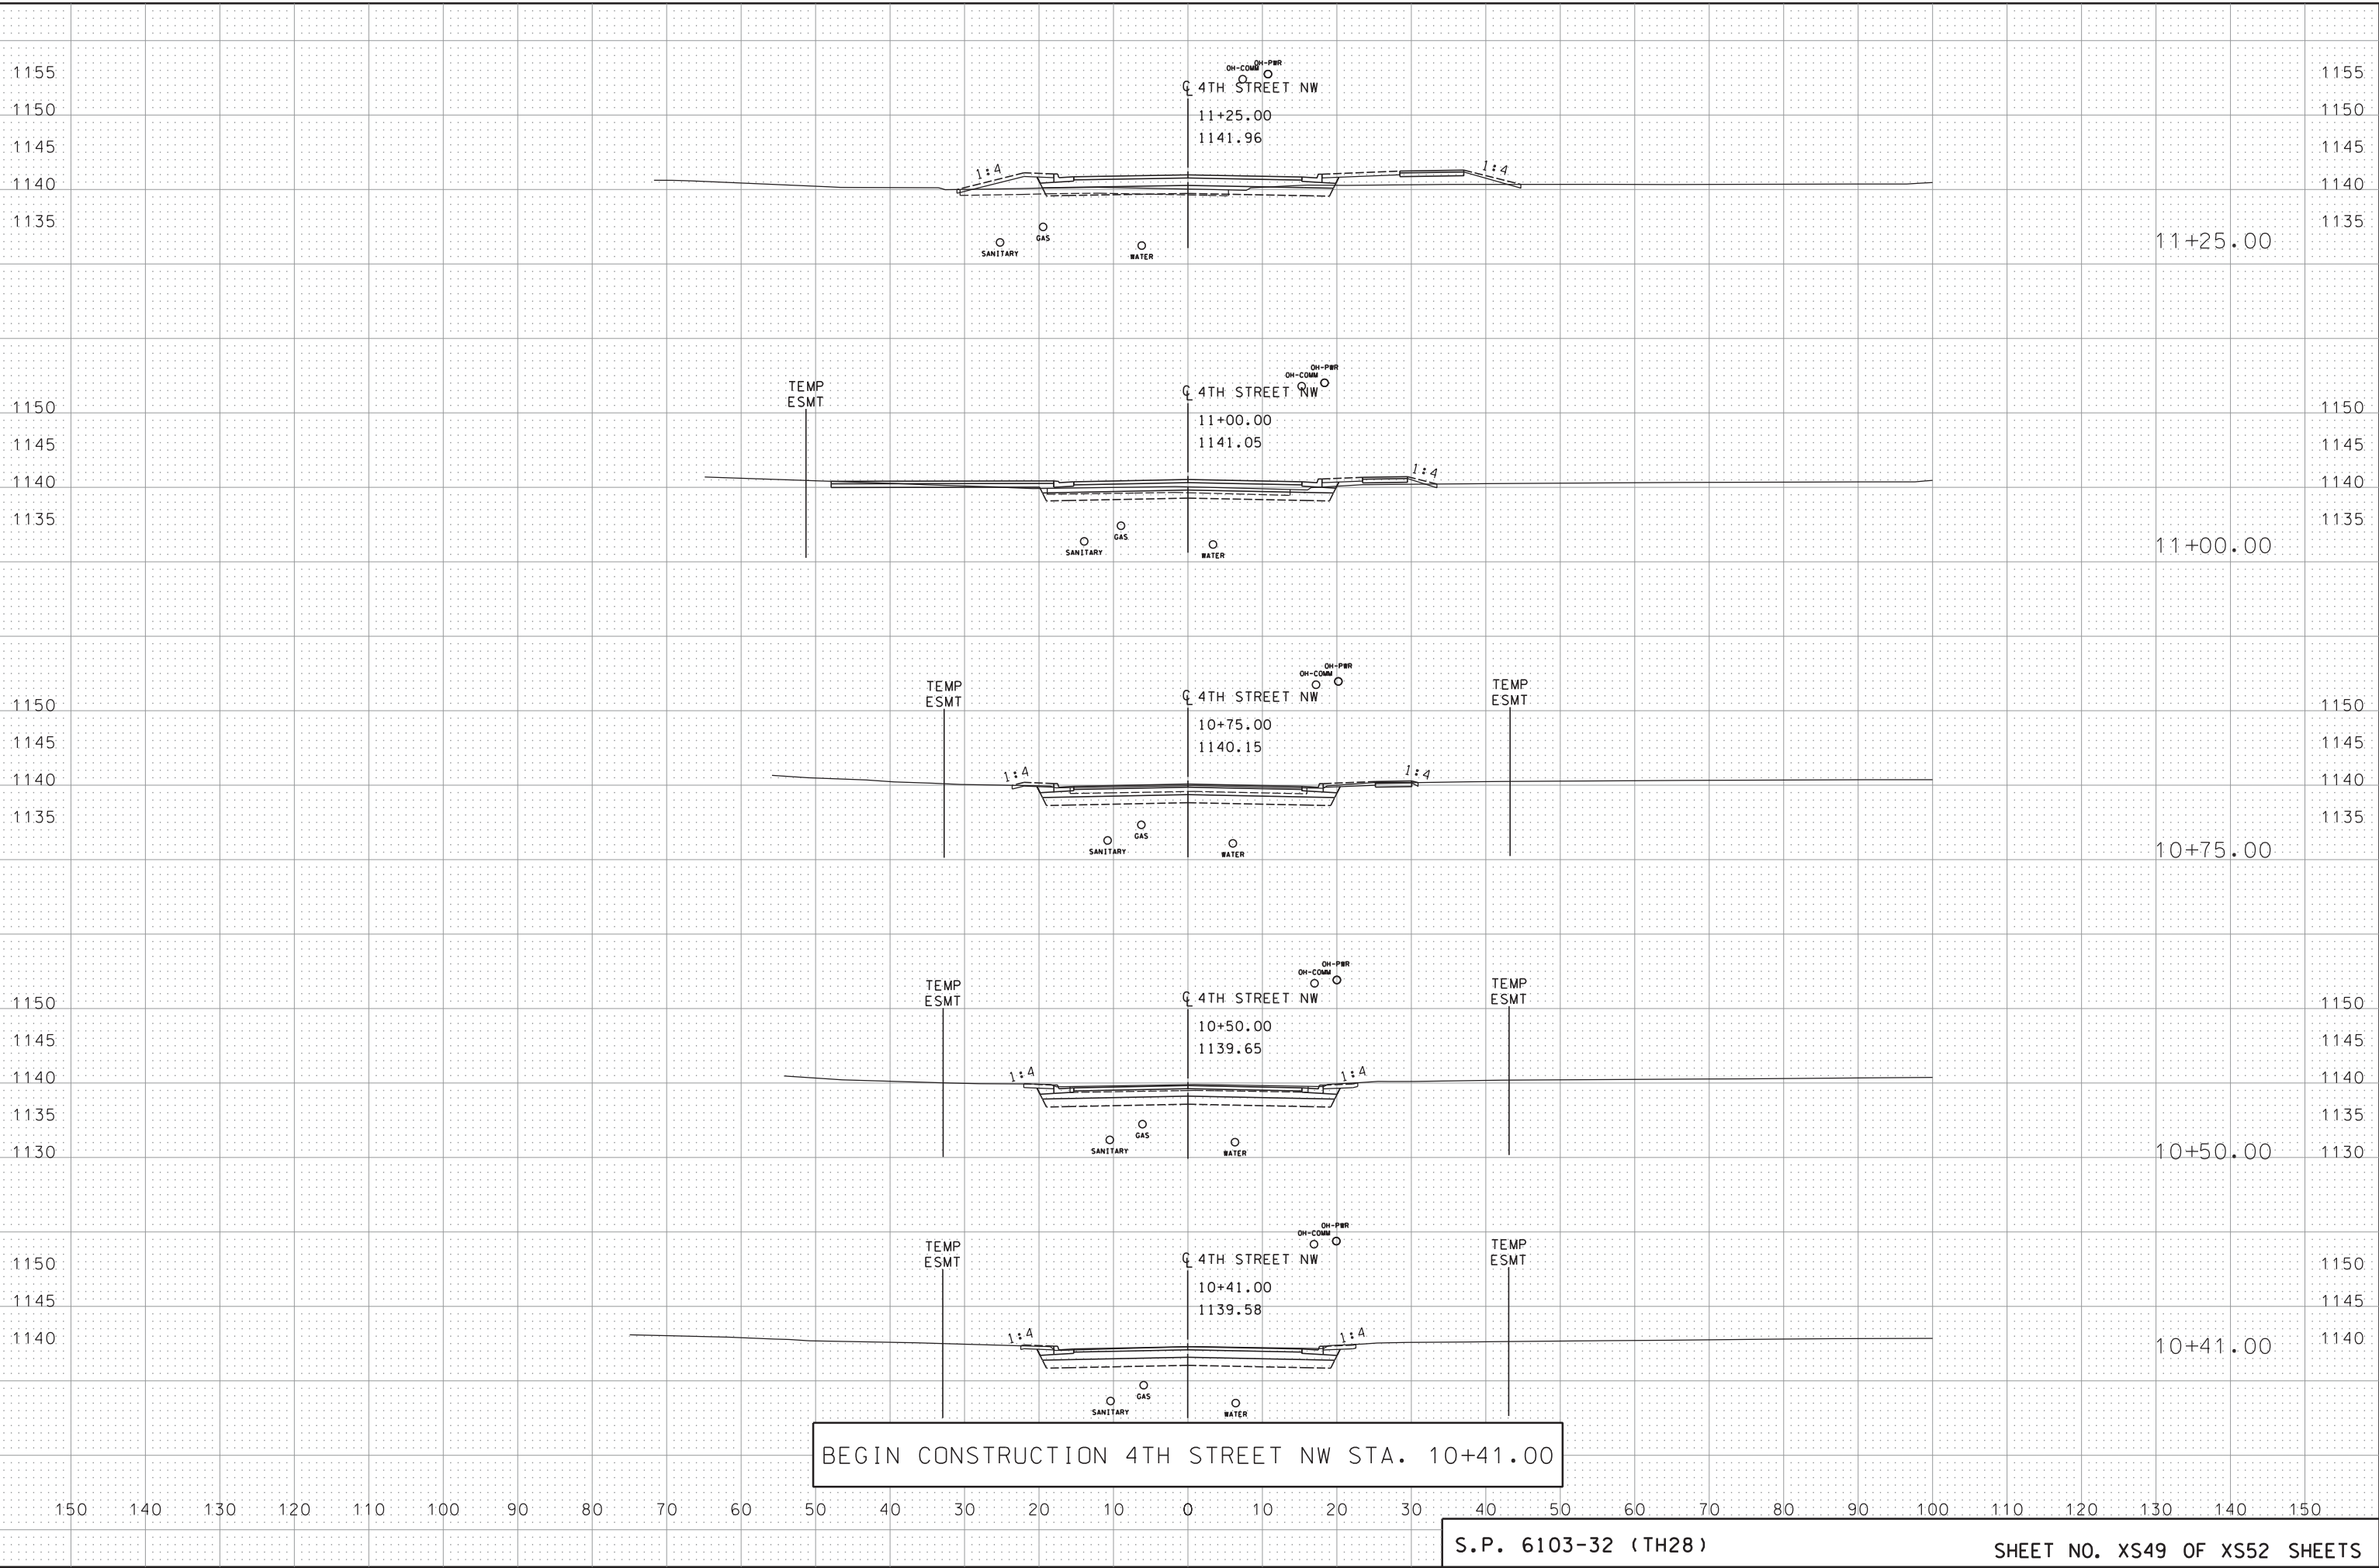 OH-PWR
OH-COMM
1155 ℄ 4TH STREET NW 1155
1150 11+25.00 1150
1145 1141.96 1145
1:4 1:4
1140 1140
1135 1135
GAS
SANITARY WATER
11+25.00
OH-PWR
OH-COMM
TEMP
ESMT
℄ 4TH STREET NW
1150 1150
11+00.00
1145 1141.05 1145
1:4
1140 1140
1135 1135
GAS
SANITARY WATER
11+00.00
OH-PWR
OH-COMM
TEMP TEMP
ESMT ESMT
℄ 4TH STREET NW
1150 1150
10+75.00
1145 1140.15 1145
1:4 1:4
1140 1140
1135 1135
GAS
SANITARY WATER
10+75.00
OH-PWR
OH-COMM
TEMP TEMP
ESMT ESMT
1150 ℄ 4TH STREET NW 1150
10+50.00
1145 1139.65 1145
1:4 1:4
1140 1140
1135 1135
GAS
SANITARY WATER
1130 10+50.00 1130
OH-PWR
OH-COMM
TEMP TEMP
ESMT ESMT
℄ 4TH STREET NW
1150 1150
10+41.00
1145 1139.58 1145
1:4 1:4
1140 10+41.00 1140
GAS
SANITARY WATER
BEGIN CONSTRUCTION 4TH STREET NW STA. 10+41.00
150 140 130 120 110 100 90 80 70 60 50 40 30 20 10 0 10 20 30 40 50 60 70 80 90 100 110 120 130 140 150
S.P. 6103-32 (TH28) SHEET NO. XS49 OF XS52 SHEETS